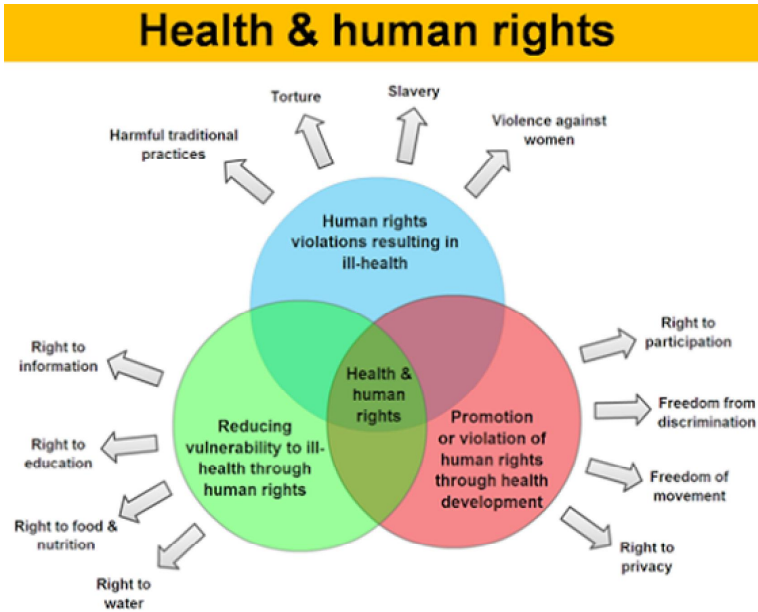 Health & human rights
Torture
Slavery
Harmful traditional
practices
Violence against
women
Human rights
violations resulting in
ill-health
Right to
information
Right to
education
Right to food &
nutrition
Right to
water
Reducing
vulnerability to ill-
health through
human rights
Health &
human
rights
Promotion
or violation of
human rights
through health
development
Right to
participation
Freedom from
discrimination
Freedom of
movement
Right to
privacy